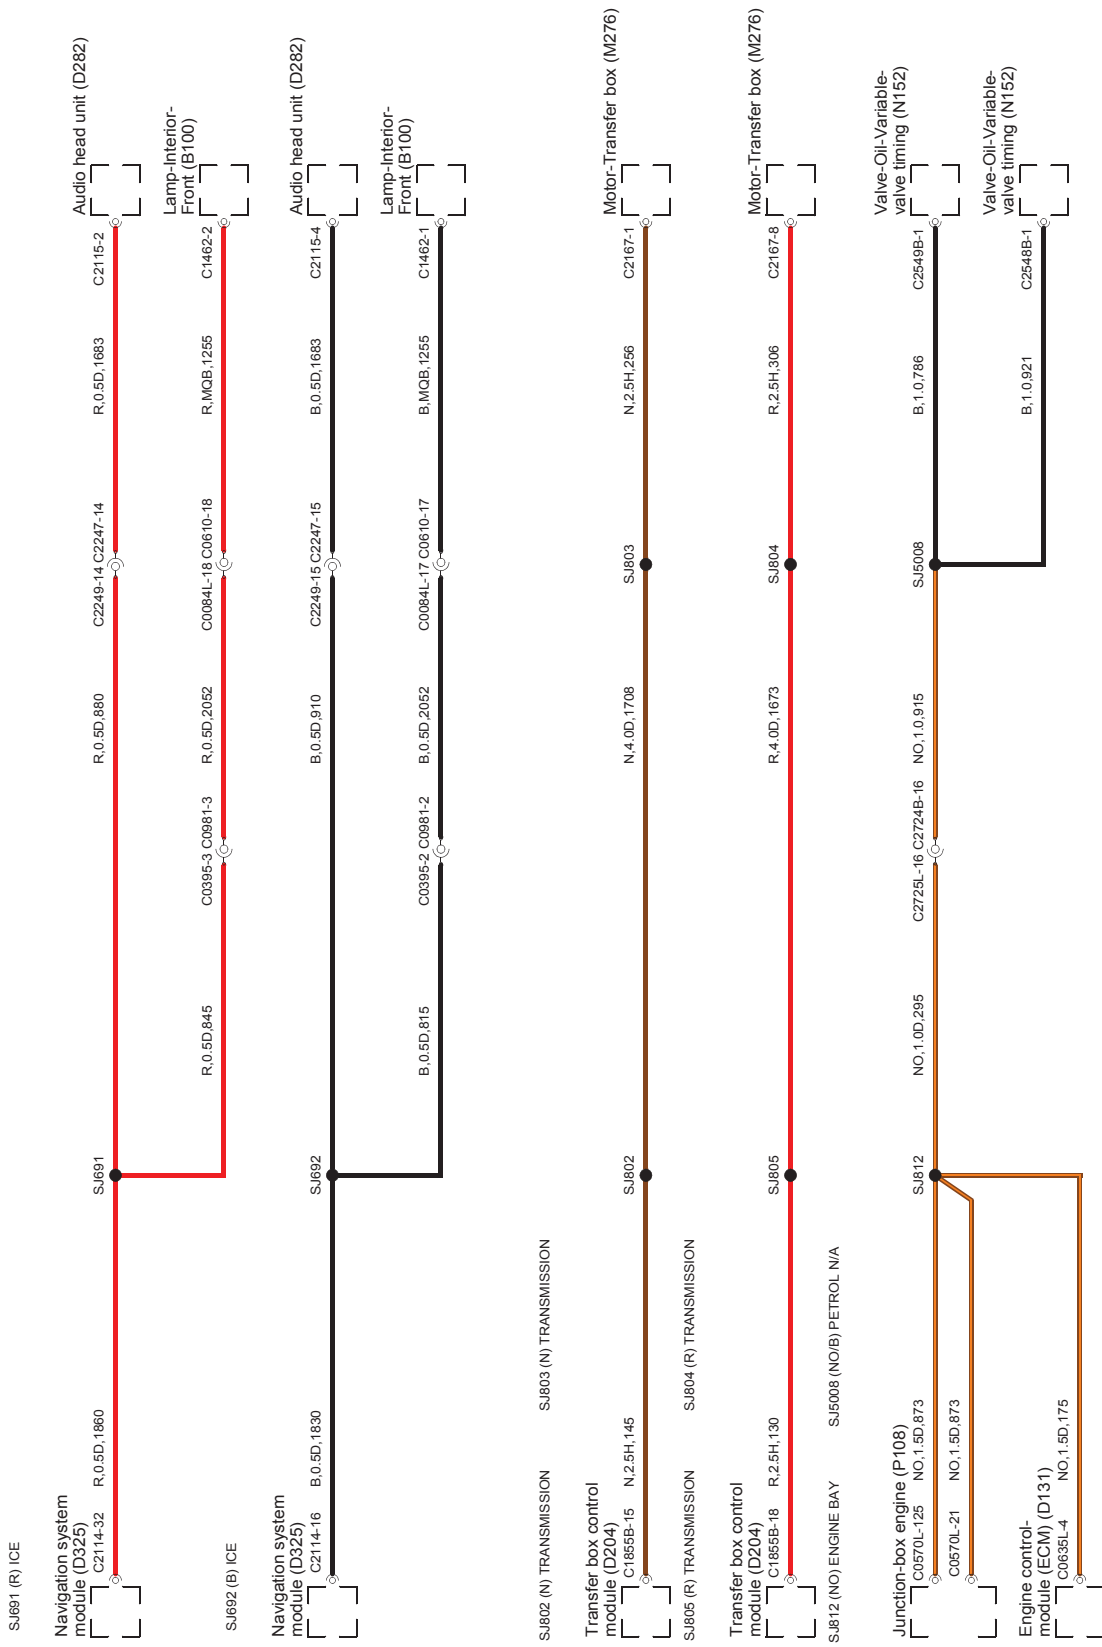 SJ691 (R) ICE
Navigation system
module (D325)
C2114-32
R,0.5D,1860
SJ691
R,0.5D,880
C2249-14
C2247-14
R,0.5D,1683
C2115-2
Audio head unit (D282)
R,0.5D,845
C0395-3
C0981-3
R,0.5D,2052
C0084L-18
C0610-18
R,MQB,1255
C1462-2
Lamp-Interior-
Front (B100)
SJ692 (B) ICE
Navigation system
module (D325)
C2114-16
B,0.5D,1830
SJ692
B,0.5D,910
C2249-15
C2247-15
B,0.5D,1683
C2115-4
Audio head unit (D282)
B,0.5D,815
C0395-2
C0981-2
B,0.5D,2052
C0084L-17
C0610-17
B,MQB,1255
C1462-1
Lamp-Interior-
Front (B100)
SJ802 (N) TRANSMISSION
SJ803 (N) TRANSMISSION
Transfer box control
module (D204)
C1855B-15
N,2.5H,145
SJ802
N,4.0D,1708
SJ803
N,2.5H,256
C2167-1
Motor-Transfer box (M276)
SJ805 (R) TRANSMISSION
SJ804 (R) TRANSMISSION
Transfer box control
module (D204)
C1855B-18
R,2.5H,130
SJ805
R,4.0D,1673
SJ804
R,2.5H,306
C2167-8
Motor-Transfer box (M276)
SJ812 (NO) ENGINE BAY
SJ5008 (NO/B) PETROL N/A
Junction-box engine (P108)
C0570L-125
NO,1.5D,873
C0570L-21
NO,1.5D,873
Engine control-
module (ECM) (D131)
C0635L-4
NO,1.5D,175
SJ812
NO,1.0D,295
C2725L-16
C2724B-16
NO,1.0,915
SJ5008
B,1.0,786
C2549B-1
Valve-Oil-Variable-
valve timing (N152)
B,1.0,921
C2548B-1
Valve-Oil-Variable-
valve timing (N152)